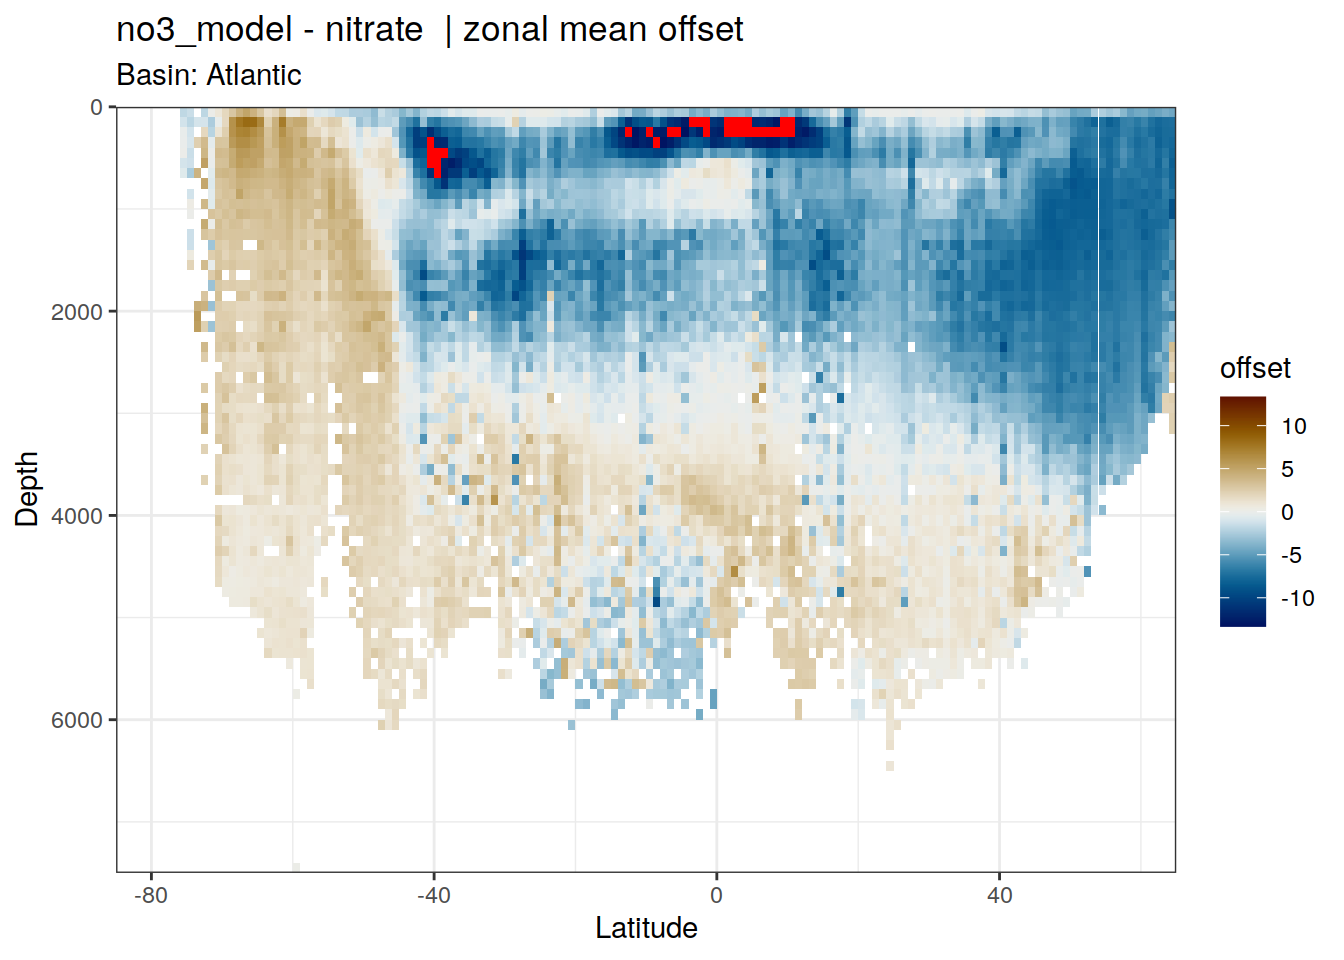 no3_model - nitrate  | zonal mean offset
Basin: Atlantic
0
2000
4000
6000
Depth
-80
-40
0
40
Latitude
offset
10
5
0
-5
-10